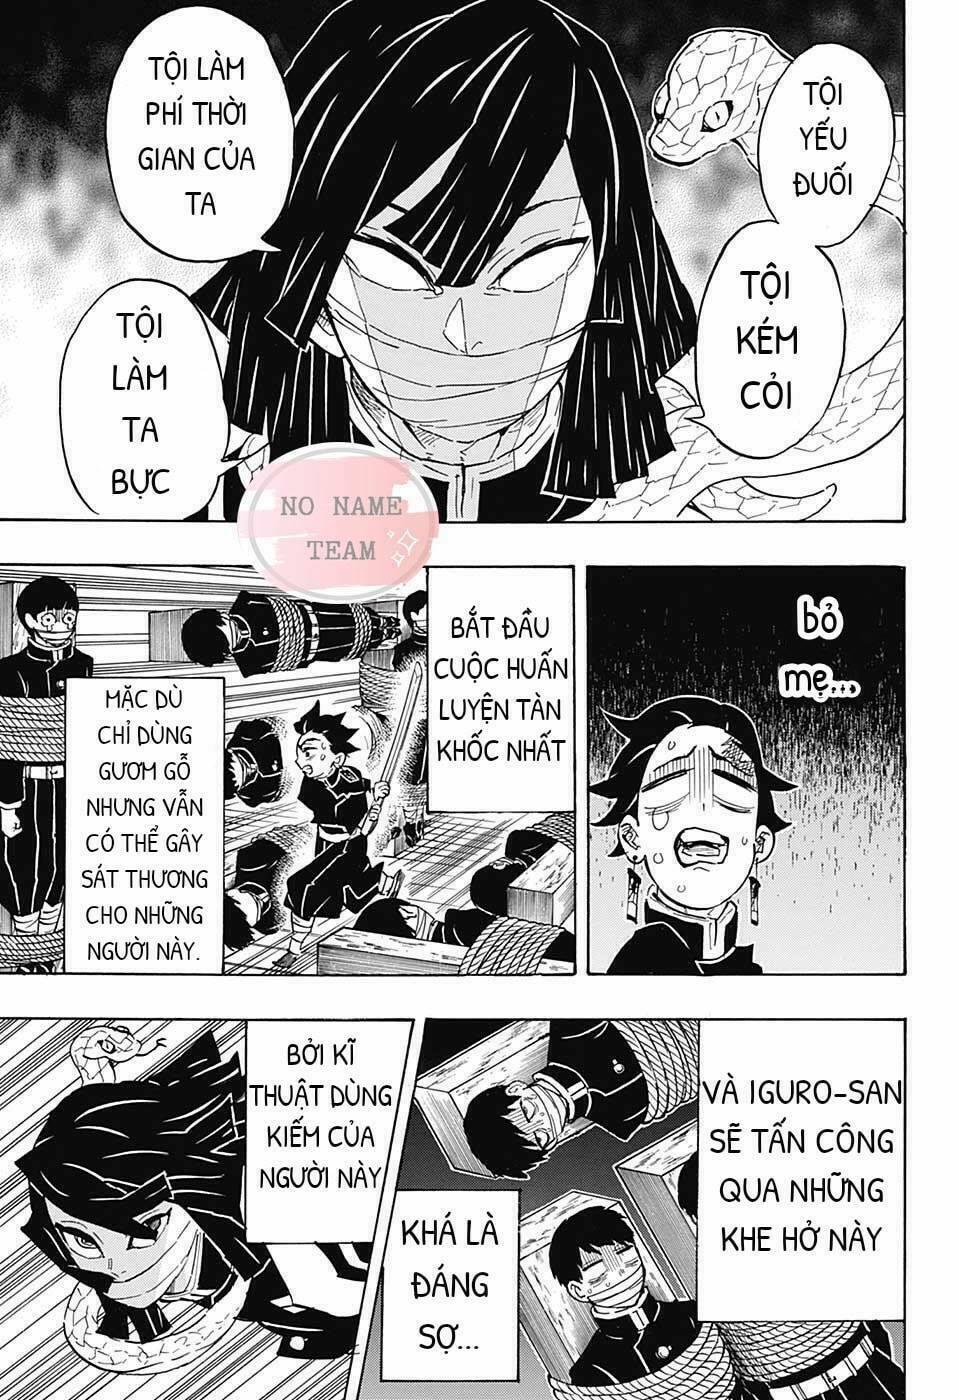 TỘI
YẾU
ĐUỐI
TỘI
KÉM
CỎI
TỘI LÀM
PHÍ THỜI
GIAN CỦA
TA
TỘI
LÀM
TA
BỰC
NO NAME
TEAM
bỏ
mẹ...
BẮT ĐẦU
CUỘC HUẤN
LUYỆN TÀN
KHỐC NHẤT
MẶC DÙ
CHỈ DÙNG
GƯƠM GỖ
NHƯNG VẪN
CÓ THỂ GÂY
SÁT THƯƠNG
CHO NHỮNG
NGƯỜI NÀY.
VÀ IGURO-SAN
SẼ TẤN CÔNG
QUA NHỮNG
KHE HỞ NÀY
KHÁ LÀ
ĐÁNG
SỢ...
BỞI KĨ
THUẬT DÙNG
KIẾM CỦA
NGƯỜI NÀY